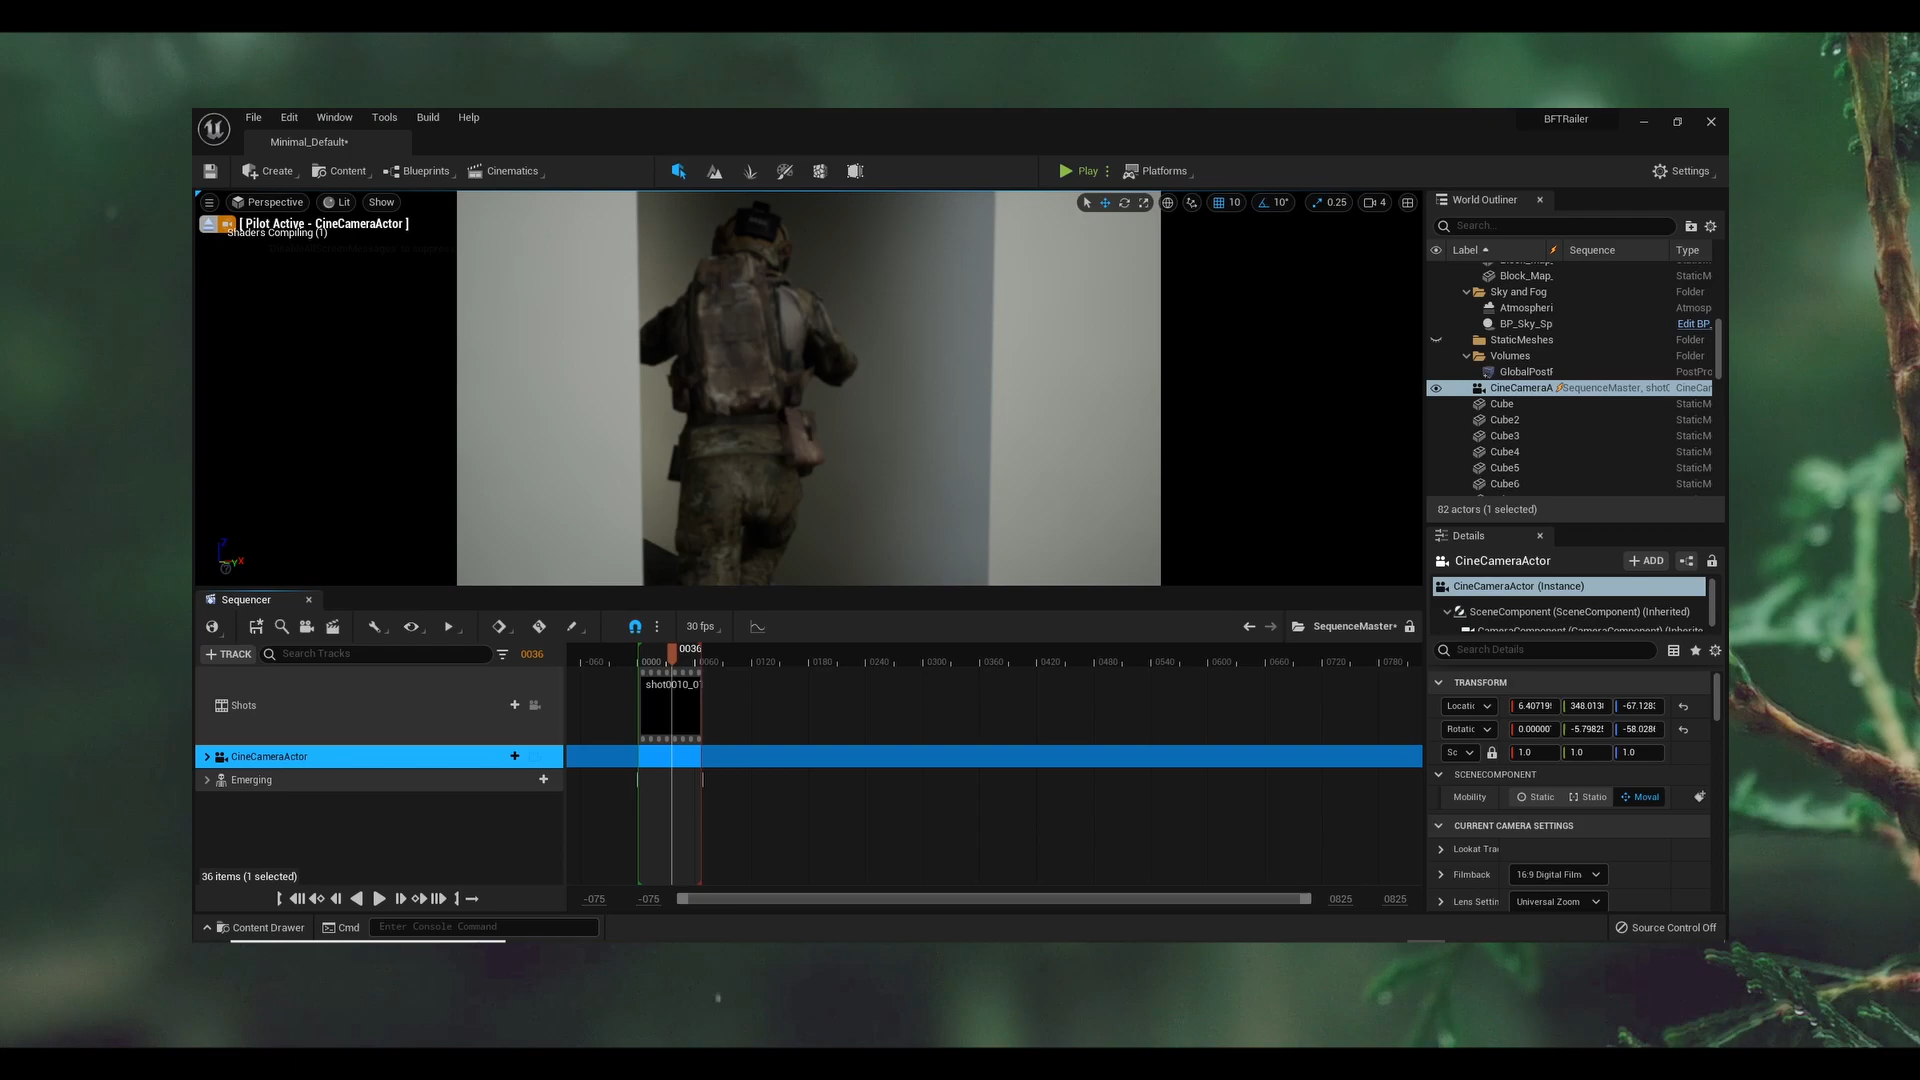 File Edit Window Tools Build Help
BFTRailer
Minimal_Default*
Create Content Blueprints Cinematics
Play Platforms
Settings
Perspective Lit Show
10 10° 0.25 4
[ Pilot Active - CineCameraActor ]
Shaders Compiling (1)
World Outliner
Search...
Label Sequence Type
Block_Map_ StaticM
Sky and Fog Folder
Atmospheri Atmosp
BP_Sky_Sp Edit BP_
StaticMeshes Folder
Volumes Folder
GlobalPostF PostPro
CineCameraA SequenceMaster, shot0 CineCar
Cube StaticM
Cube2 StaticM
Cube3 StaticM
Cube4 StaticM
Cube5 StaticM
Cube6 StaticM
82 actors (1 selected)
Details
CineCameraActor
ADD
CineCameraActor (Instance)
SceneComponent (SceneComponent) (Inherited)
Search Details
TRANSFORM
Locatic 6.40719 348.013 -67.128
Rotatic 0.00000 -5.7982 -58.028
Sc 1.0 1.0 1.0
SCENECOMPONENT
Mobility Static Statio Moval
CURRENT CAMERA SETTINGS
Lookat Tra
Filmback 16:9 Digital Film
Lens Settin Universal Zoom
Sequencer
30 fps
SequenceMaster*
TRACK
Search Tracks
0036
0036
-060 0000 0060 0120 0180 0240 0300 0360 0420 0480 0540 0600 0660 0720 0780
shot0010_0
Shots
CineCameraActor
Emerging
36 items (1 selected)
-075 -075 0825 0825
Content Drawer Cmd Enter Console Command
Source Control Off